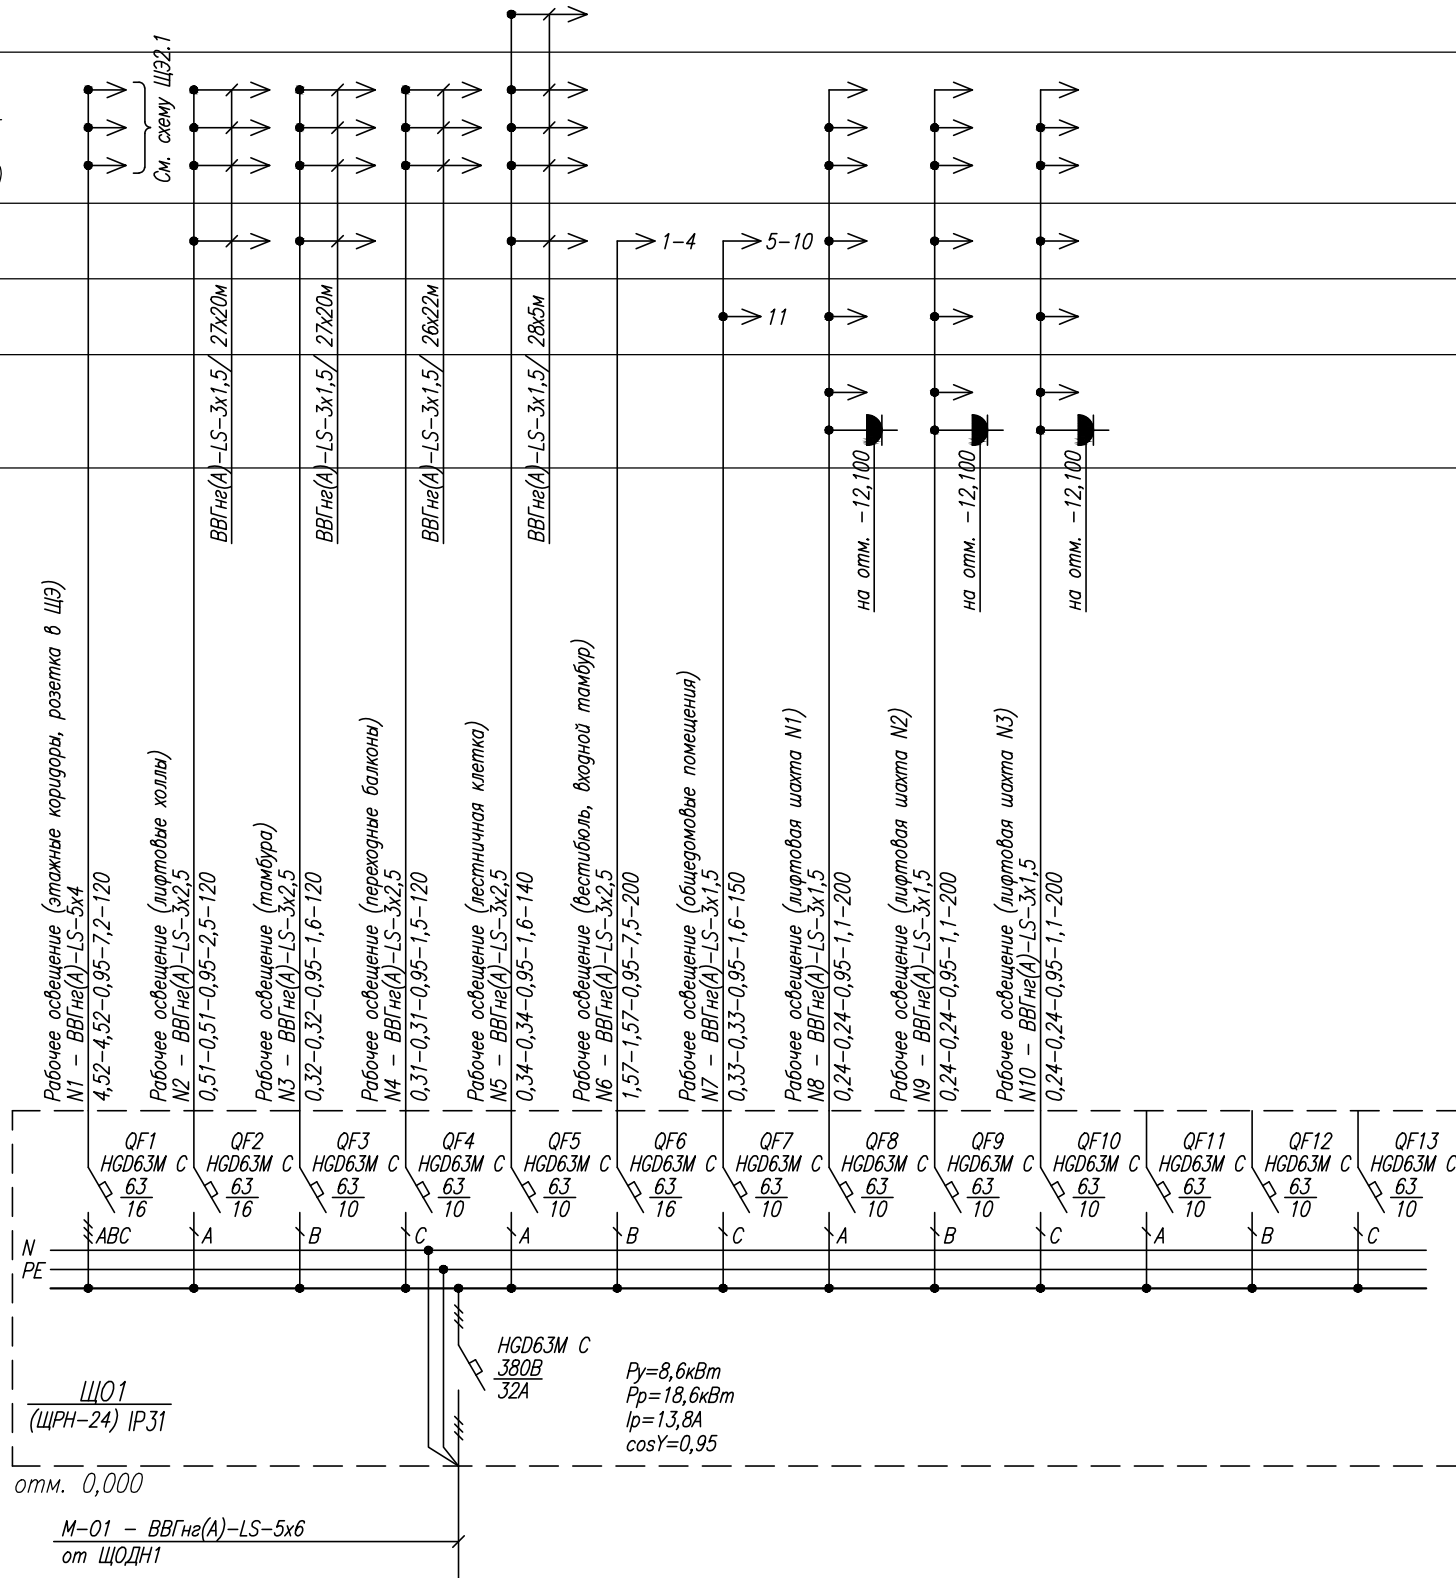 См. схему ЩЭ2.1
1-4
5-10
11
ВВГнг(А)-LS-3х1,5/ 27х20м
ВВГнг(А)-LS-3х1,5/ 27х20м
ВВГнг(А)-LS-3х1,5/ 26х22м
ВВГнг(А)-LS-3х1,5/ 28х5м
на отм. -12,100
на отм. -12,100
на отм. -12,100
Рабочее освещение (этажные коридоры, розетка в ЩЭ)
N1 - ВВГнг(А)-LS-5х4
4,52-4,52-0,95-7,2-120
Рабочее освещение (лифтовые холлы)
N2 - ВВГнг(А)-LS-3х2,5
0,51-0,51-0,95-2,5-120
Рабочее освещение (тамбура)
N3 - ВВГнг(А)-LS-3х2,5
0,32-0,32-0,95-1,6-120
Рабочее освещение (переходные балконы)
N4 - ВВГнг(А)-LS-3х2,5
0,31-0,31-0,95-1,5-120
Рабочее освещение (лестничная клетка)
N5 - ВВГнг(А)-LS-3х2,5
0,34-0,34-0,95-1,6-140
Рабочее освещение (вестибюль, входной тамбур)
N6 - ВВГнг(А)-LS-3х2,5
1,57-1,57-0,95-7,5-200
Рабочее освещение (общедомовые помещения)
N7 - ВВГнг(А)-LS-3х1,5
0,33-0,33-0,95-1,6-150
Рабочее освещение (лифтовая шахта N1)
N8 - ВВГнг(А)-LS-3х1,5
0,24-0,24-0,95-1,1-200
Рабочее освещение (лифтовая шахта N2)
N9 - ВВГнг(А)-LS-3х1,5
0,24-0,24-0,95-1,1-200
Рабочее освещение (лифтовая шахта N3)
N10 - ВВГнг(А)-LS-3х1,5
0,24-0,24-0,95-1,1-200
QF1 QF2 QF3 QF4 QF5 QF6 QF7 QF8 QF9 QF10 QF11 QF12 QF13
HGD63M C HGD63M C HGD63M C HGD63M C HGD63M C HGD63M C HGD63M C HGD63M C HGD63M C HGD63M C HGD63M C HGD63M C HGD63M C
63 63 63 63 63 63 63 63 63 63 63 63 63
16 16 10 10 10 16 10 10 10 10 10 10 10
ABC A B C A B C A B C A B C
N
PE
HGD63M C
380В
32А
Ру=8,6кВт
Рр=18,6кВт
Iр=13,8А
cosY=0,95
ЩО1
(ЩРН-24) IP31
отм. 0,000
М-01 - ВВГнг(А)-LS-5х6
от ЩОДН1